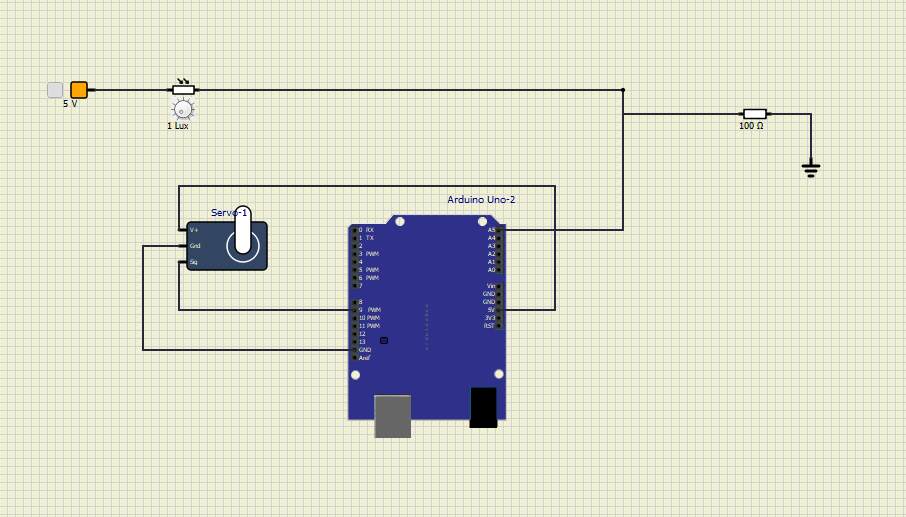 5 V
1 Lux
100 Ω
Arduino Uno-2
Servo-1
V+
Gnd
Sig
0 RX
1 TX
2
3 PWM
4
5 PWM
6 PWM
7
8
9 PWM
10 PWM
11 PWM
12
13
GND
Aref
A5
A4
A3
A2
A1
A0
Vin
GND
GND
5V
3V3
RST